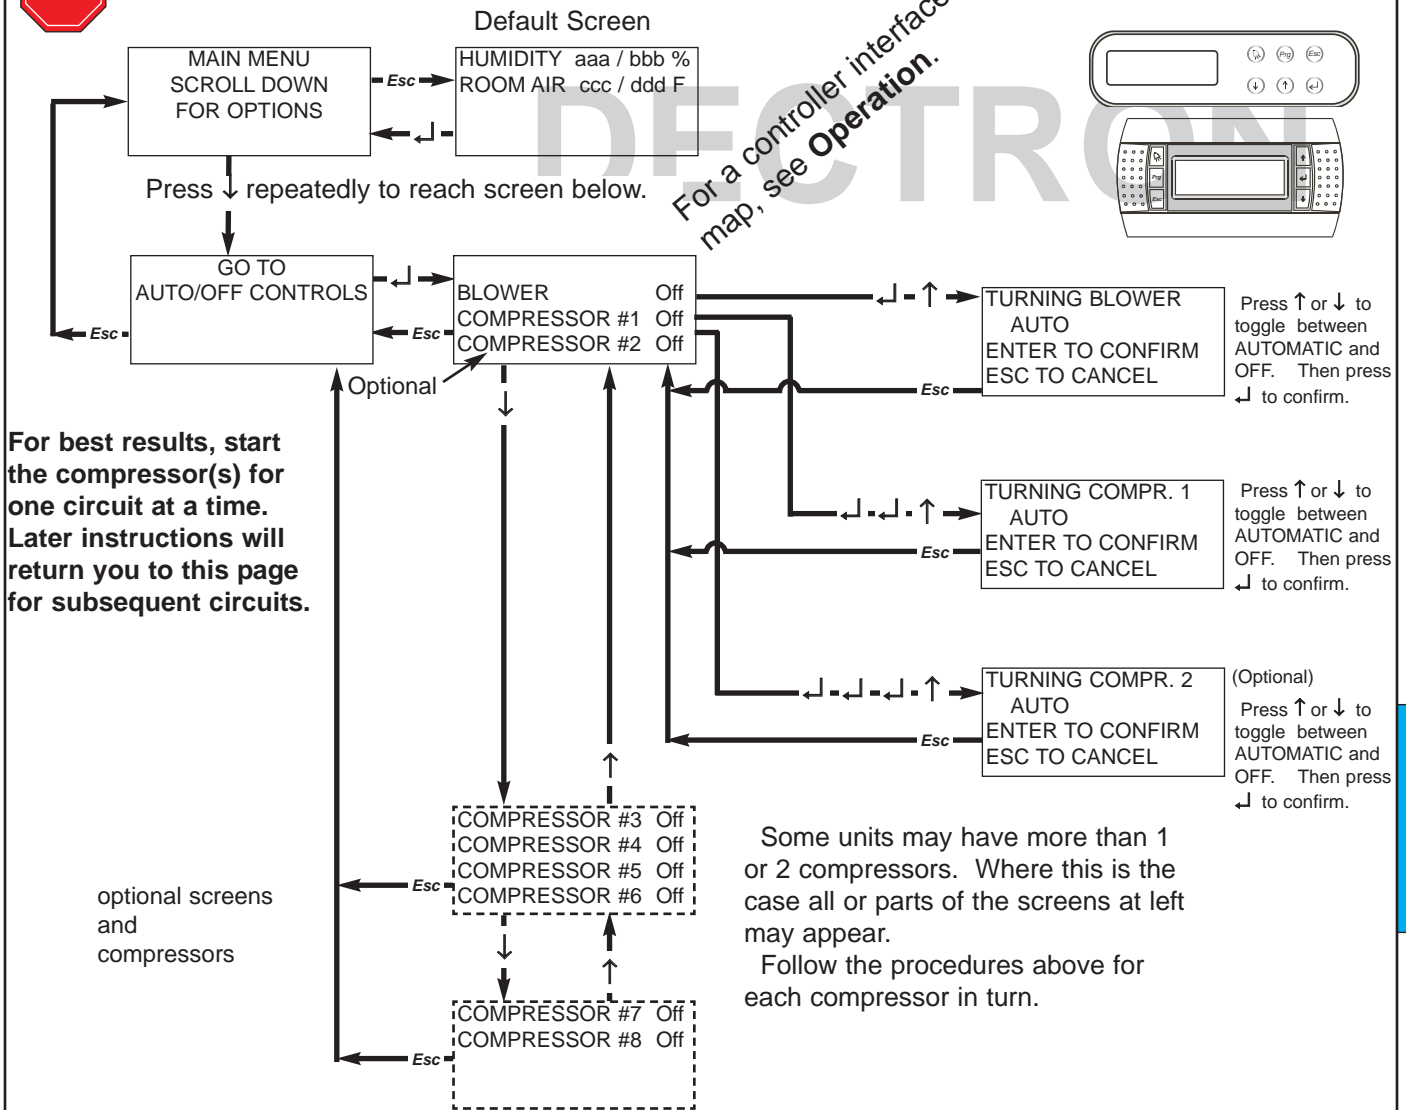 Default Screen
MAIN MENU
SCROLL DOWN
FOR OPTIONS
Esc
HUMIDITY aaa / bbb %
ROOM AIR ccc / ddd F
↵
DECTRON
For a controller interface
map, see Operation.
Prg
Esc
↓ ↑ ↵
Prg
Esc
↑
↵
↓
Press ↓ repeatedly to reach screen below.
GO TO
AUTO/OFF CONTROLS
↵
Esc
Esc
BLOWER Off
COMPRESSOR #1 Off
COMPRESSOR #2 Off
Optional
↵ ↑
TURNING BLOWER
AUTO
ENTER TO CONFIRM
ESC TO CANCEL
Esc
Press ↑ or ↓ to
toggle between
AUTOMATIC and
OFF. Then press
↵ to confirm.
For best results, start
the compressor(s) for
one circuit at a time.
Later instructions will
return you to this page
for subsequent circuits.
↵ ↵ ↑
TURNING COMPR. 1
AUTO
ENTER TO CONFIRM
ESC TO CANCEL
Esc
Press ↑ or ↓ to
toggle between
AUTOMATIC and
OFF. Then press
↵ to confirm.
↵ ↵ ↵ ↑
TURNING COMPR. 2
AUTO
ENTER TO CONFIRM
ESC TO CANCEL
Esc
(Optional)
Press ↑ or ↓ to
toggle between
AUTOMATIC and
OFF. Then press
↵ to confirm.
COMPRESSOR #3 Off
COMPRESSOR #4 Off
COMPRESSOR #5 Off
COMPRESSOR #6 Off
Esc
optional screens
and
compressors
COMPRESSOR #7 Off
COMPRESSOR #8 Off
Esc
Some units may have more than 1
or 2 compressors. Where this is the
case all or parts of the screens at left
may appear.
Follow the procedures above for
each compressor in turn.